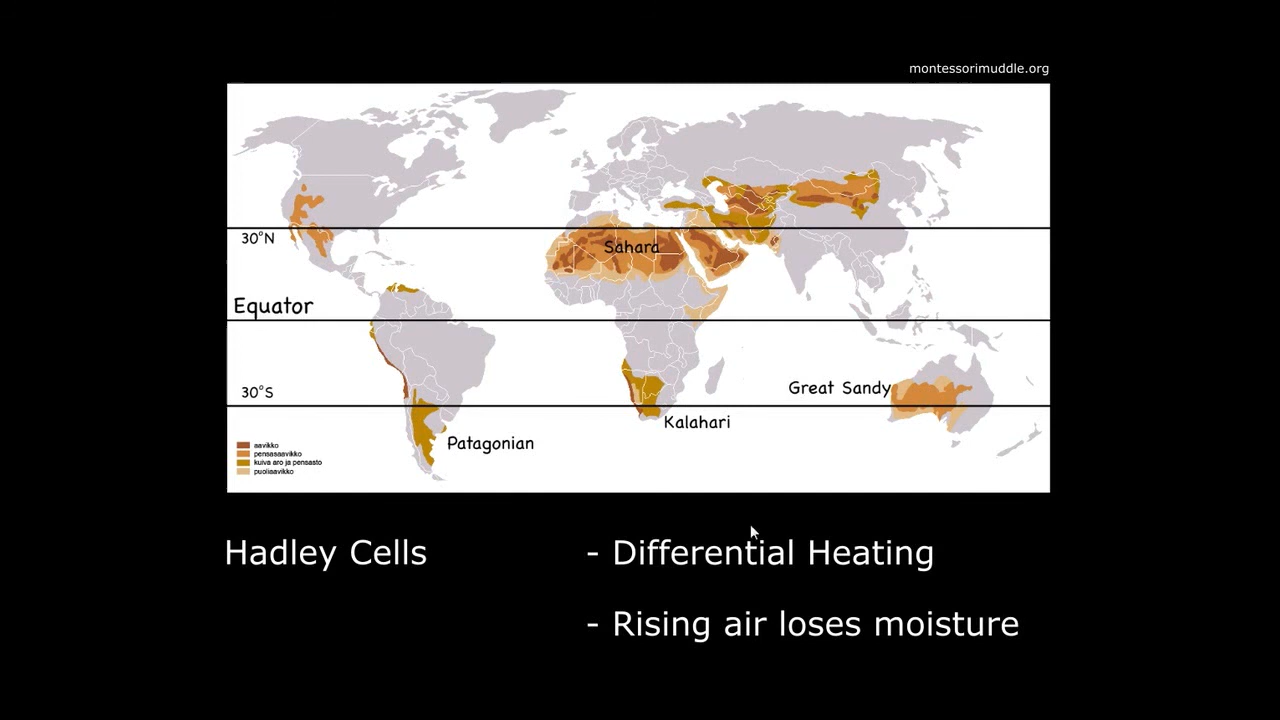 montessorimuddle.org
30°N
Sahara
Equator
30°S
Great Sandy
Kalahari
Patagonian
aavikko
pensasaavikko
kuiva aro ja pensasto
puoliaavikko
Hadley Cells
- Differential Heating
- Rising air loses moisture